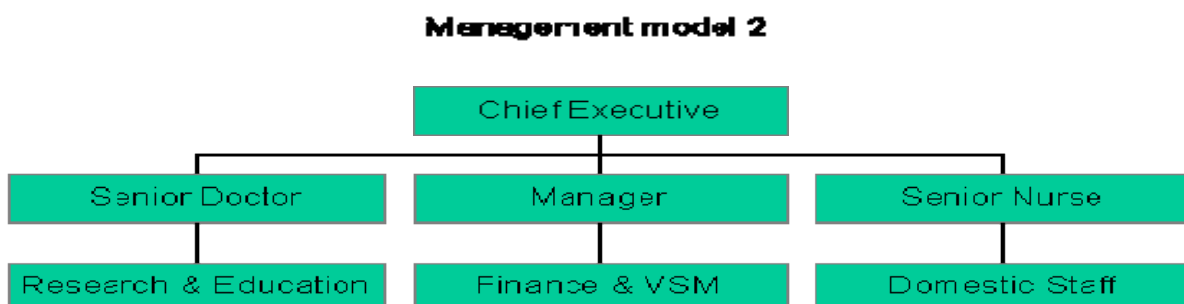 Management model 2
Chief Executive
Senior Doctor
Manager
Senior Nurse
Research & Education
Finance & VSM
Domestic Staff